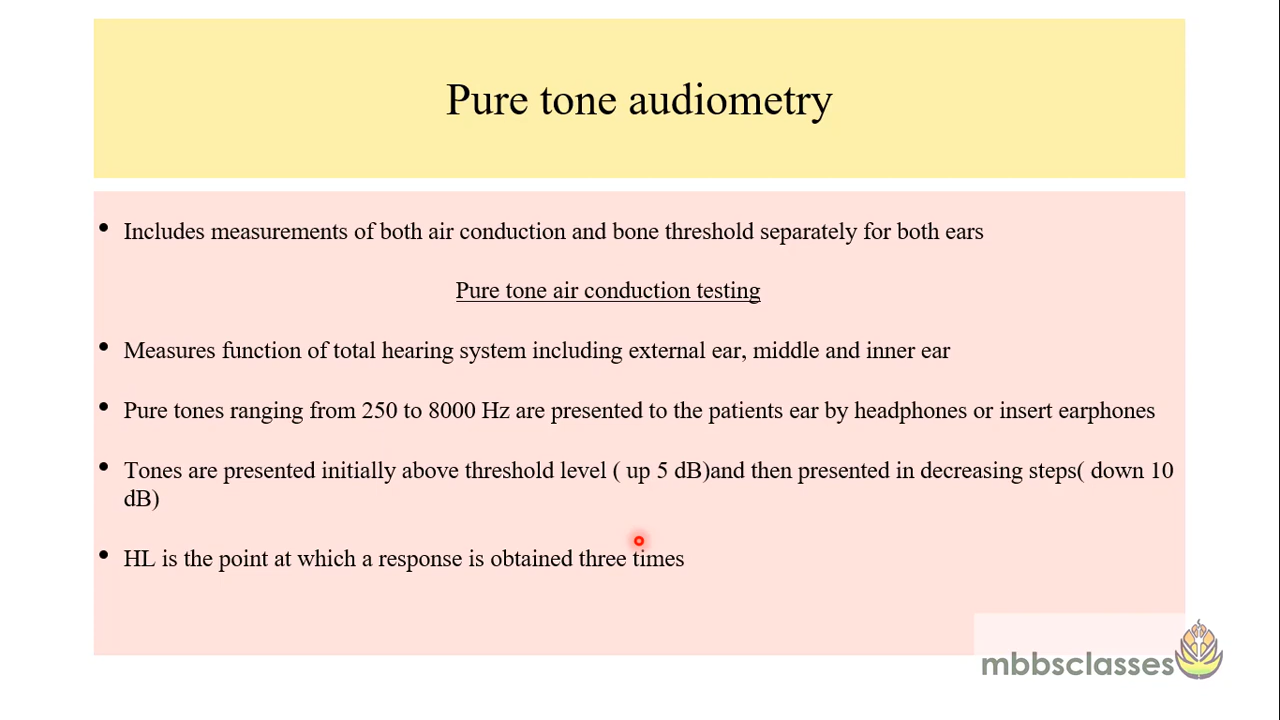 Pure tone audiometry
• Includes measurements of both air conduction and bone threshold separately for both ears
Pure tone air conduction testing
• Measures function of total hearing system including external ear, middle and inner ear
• Pure tones ranging from 250 to 8000 Hz are presented to the patients ear by headphones or insert earphones
• Tones are presented initially above threshold level ( up 5 dB)and then presented in decreasing steps( down 10
dB)
• HL is the point at which a response is obtained three times
mbbsclasses